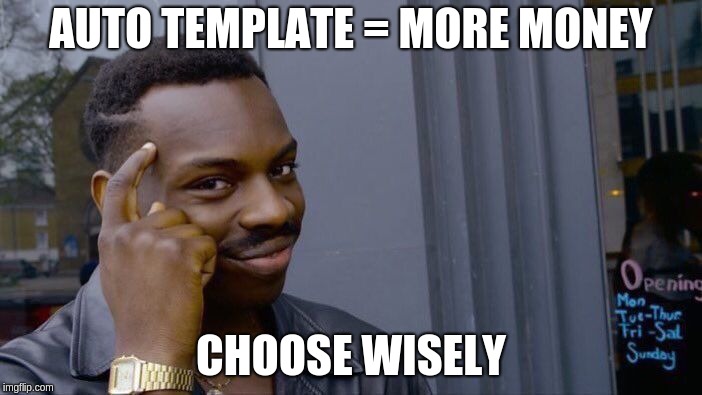 AUTO TEMPLATE = MORE MONEY
Opening
Mon
Tue-Thur
Fri -Sat
Sunday
CHOOSE WISELY
imgflip.com